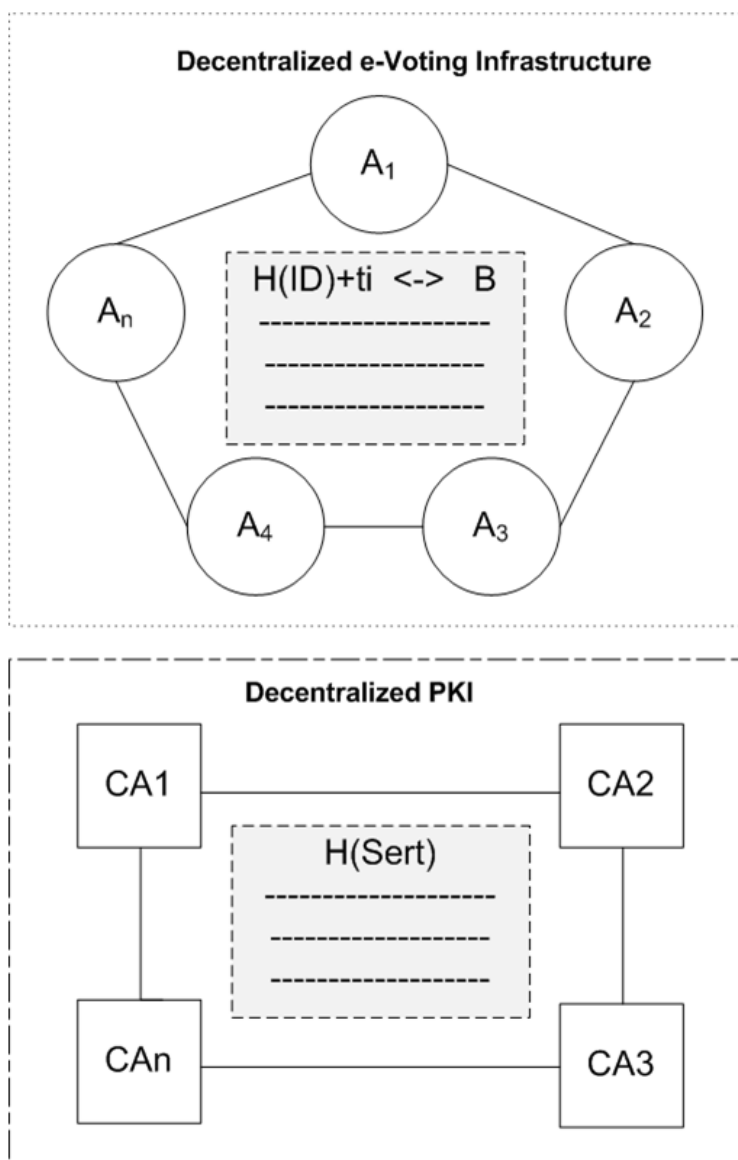 Decentralized e-Voting Infrastructure
A₁
Aₙ
H(ID)+ti <-> B
--------------------
-------------------
-------------------
A₂
A₄
A₃
Decentralized PKI
CA1
CA2
H(Sert)
--------------------
-------------------
-------------------
CAn
CA3